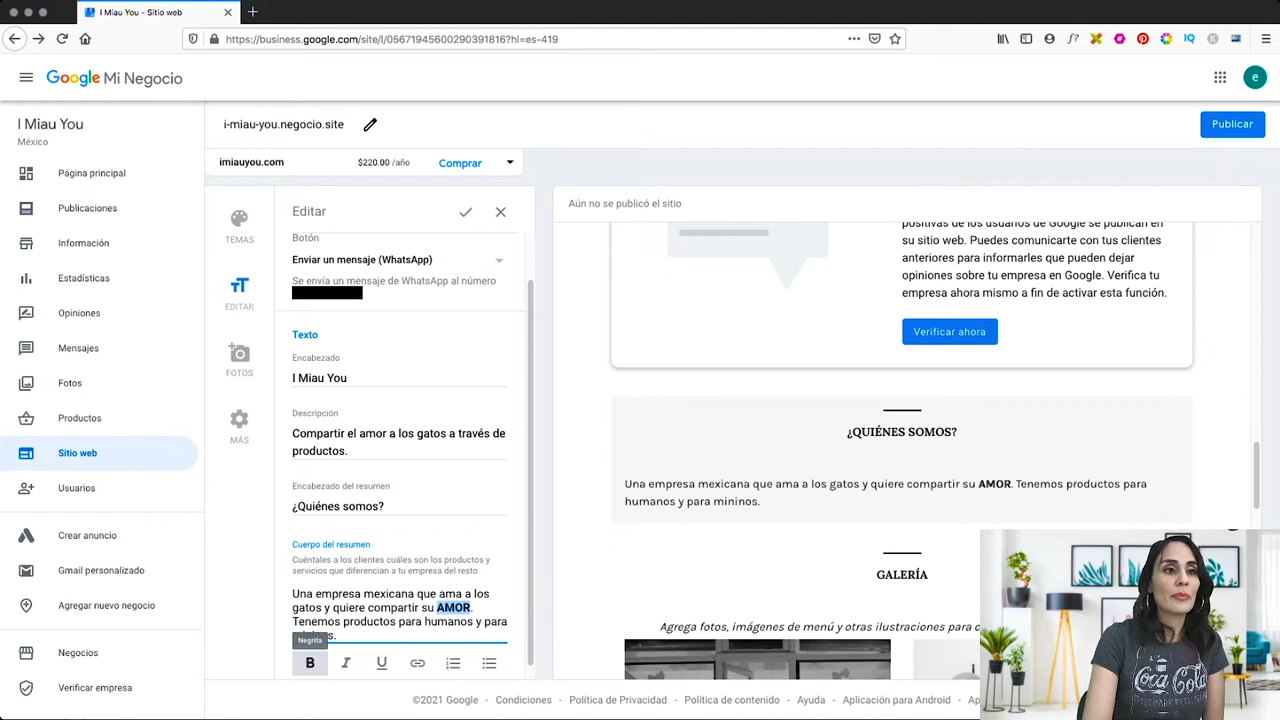 I Miau You - Sitio web
https://business.google.com/site/l/05671945600290391816?hl=es-419
Google Mi Negocio
e
I Miau You
México
Página principal
Publicaciones
Información
Estadísticas
Opiniones
Mensajes
Fotos
Productos
Sitio web
Usuarios
Crear anuncio
Gmail personalizado
Agregar nuevo negocio
Negocios
Verificar empresa
i-miau-you.negocio.site
Publicar
imiauyou.com $220.00 /año Comprar
TEMAS
EDITAR
FOTOS
MÁS
Editar
Botón
Enviar un mensaje (WhatsApp)
Se envía un mensaje de WhatsApp al número
Texto
Encabezado
I Miau You
Descripción
Compartir el amor a los gatos a través de
productos.
Encabezado del resumen
¿Quiénes somos?
Cuerpo del resumen
Cuéntales a los clientes cuáles son los productos y
servicios que diferencian a tu empresa del resto
Una empresa mexicana que ama a los
gatos y quiere compartir su AMOR.
Tenemos productos para humanos y para
Negrita
B I U
Aún no se publicó el sitio
positivas de los usuarios de Google se publican en
su sitio web. Puedes comunicarte con tus clientes
anteriores para informarles que pueden dejar
opiniones sobre tu empresa en Google. Verifica tu
empresa ahora mismo a fin de activar esta función.
Verificar ahora
¿QUIÉNES SOMOS?
Una empresa mexicana que ama a los gatos y quiere compartir su AMOR. Tenemos productos para
humanos y para mininos.
GALERÍA
Agrega fotos, imágenes de menú y otras ilustraciones para
©2021 Google - Condiciones - Política de Privacidad - Política de contenido - Ayuda - Aplicación para Android -
Coca-Cola